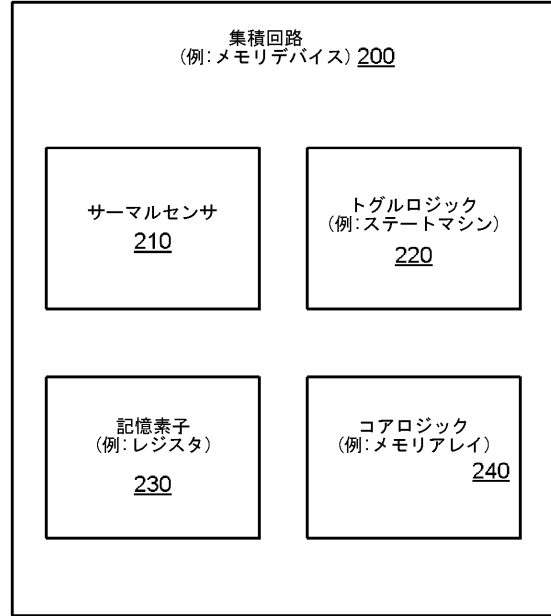 集積回路
(例:メモリデバイス) 200
サーマルセンサ
210
トグルロジック
(例:ステートマシン)
220
記憶素子
(例:レジスタ)
230
コアロジック
(例:メモリアレイ)
240